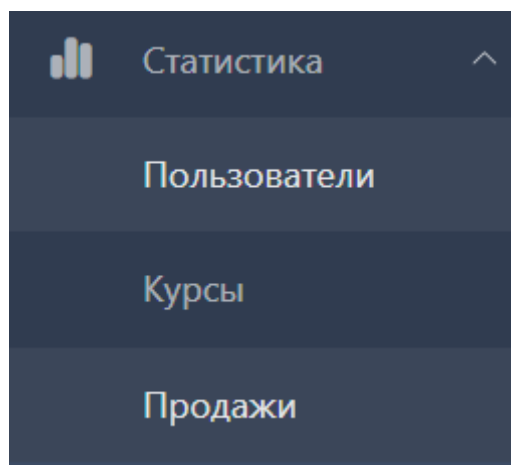 Статистика
Пользователи
Курсы
Продажи